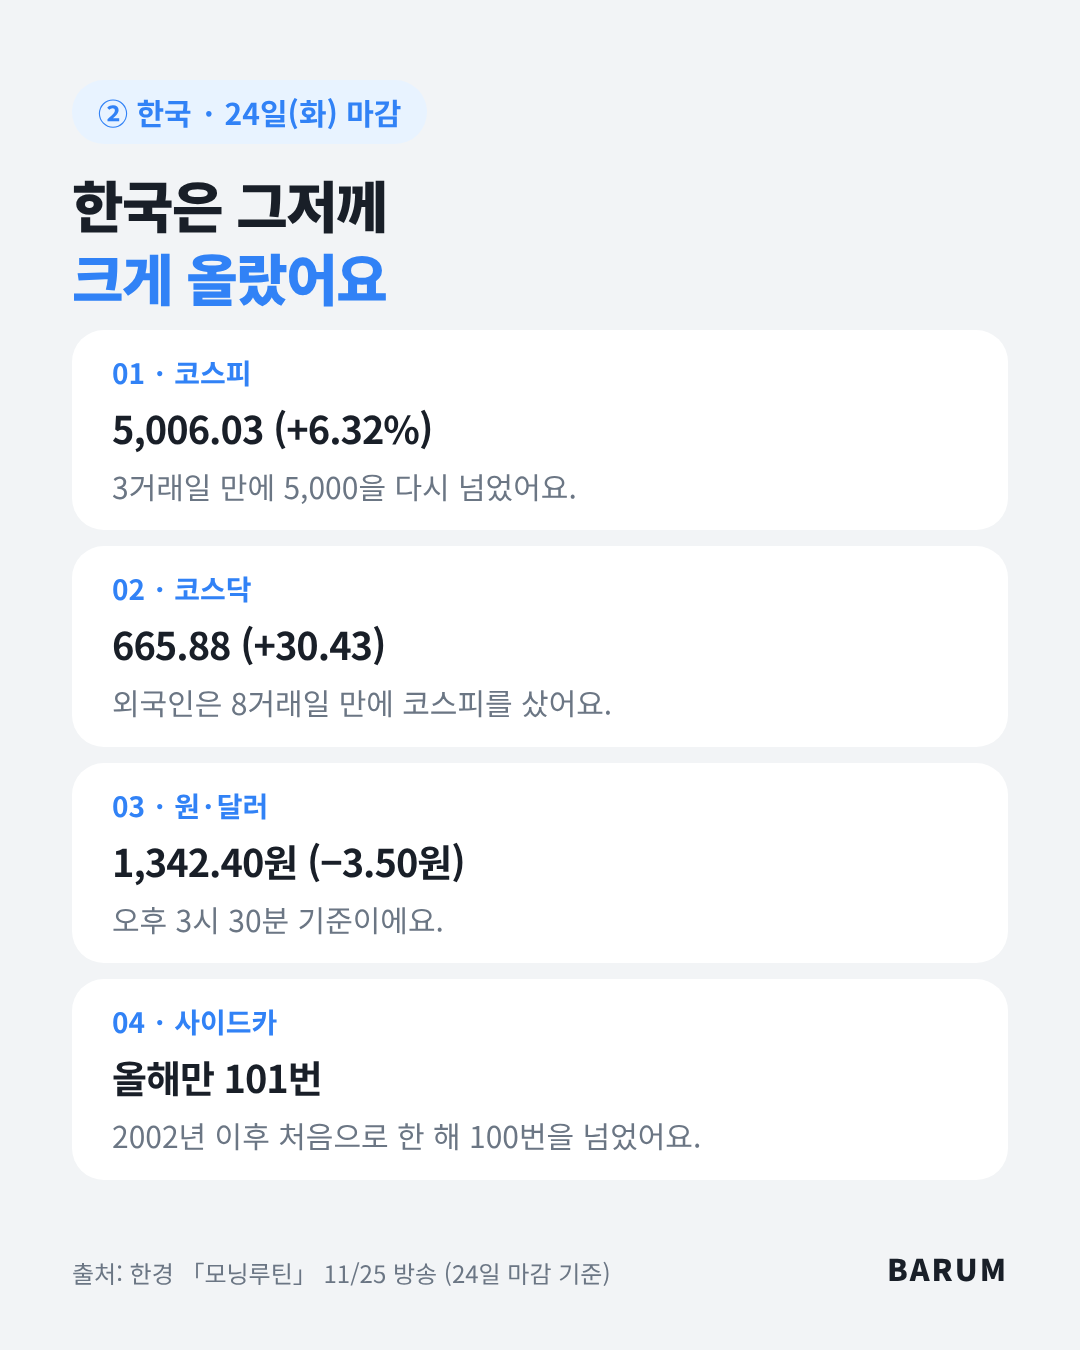 ② 한국 · 24일(화) 마감
한국은 그저께
크게 올랐어요
01 · 코스피
5,006.03 (+6.32%)
3거래일 만에 5,000을 다시 넘었어요.
02 · 코스닥
665.88 (+30.43)
외국인은 8거래일 만에 코스피를 샀어요.
03 · 원·달러
1,342.40원 (−3.50원)
오후 3시 30분 기준이에요.
04 · 사이드카
올해만 101번
2002년 이후 처음으로 한 해 100번을 넘었어요.
출처: 한경 「모닝루틴」 11/25 방송 (24일 마감 기준)
BARUM